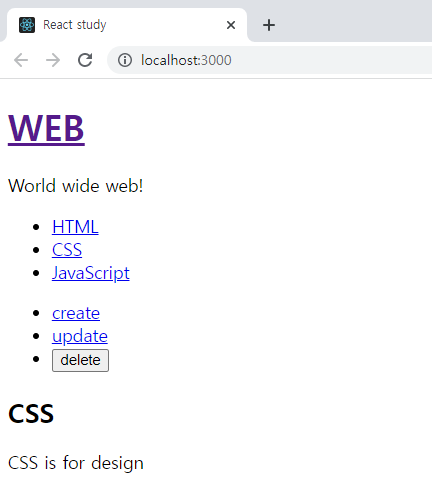 React study
localhost:3000
WEB
World wide web!
HTML
CSS
JavaScript
create
update
delete
CSS
CSS is for design